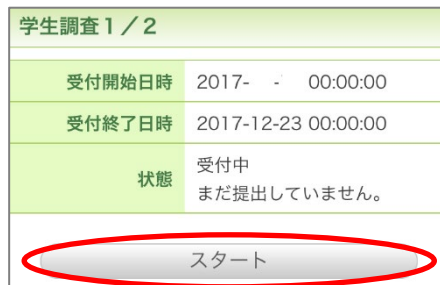 学生調査1／2
受付開始日時 2017- - 00:00:00
受付終了日時 2017-12-23 00:00:00
状態 受付中
まだ提出していません。
スタート